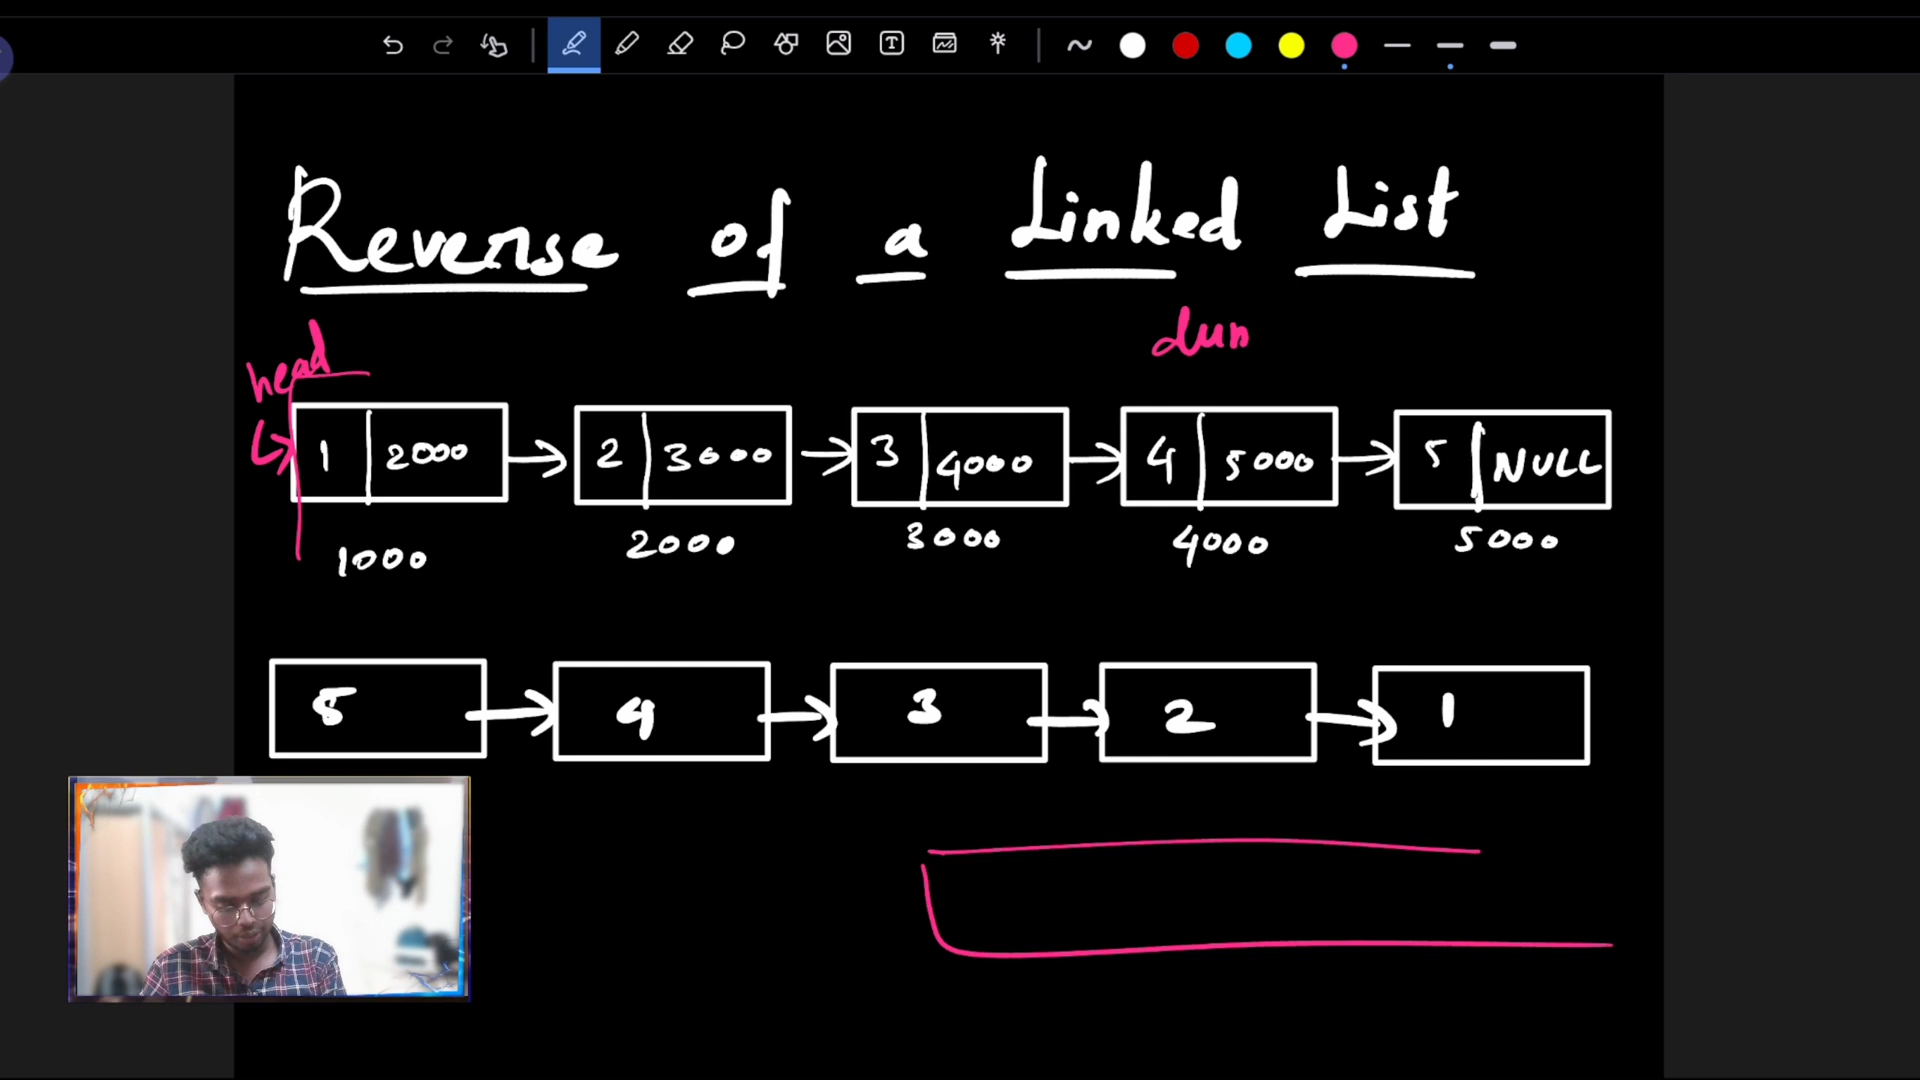 Reverse of a Linked List
dum
head
1 2000 2 3000 3 4000 4 5000 5 NULL
1000 2000 3000 4000 5000
5 4 3 2 1